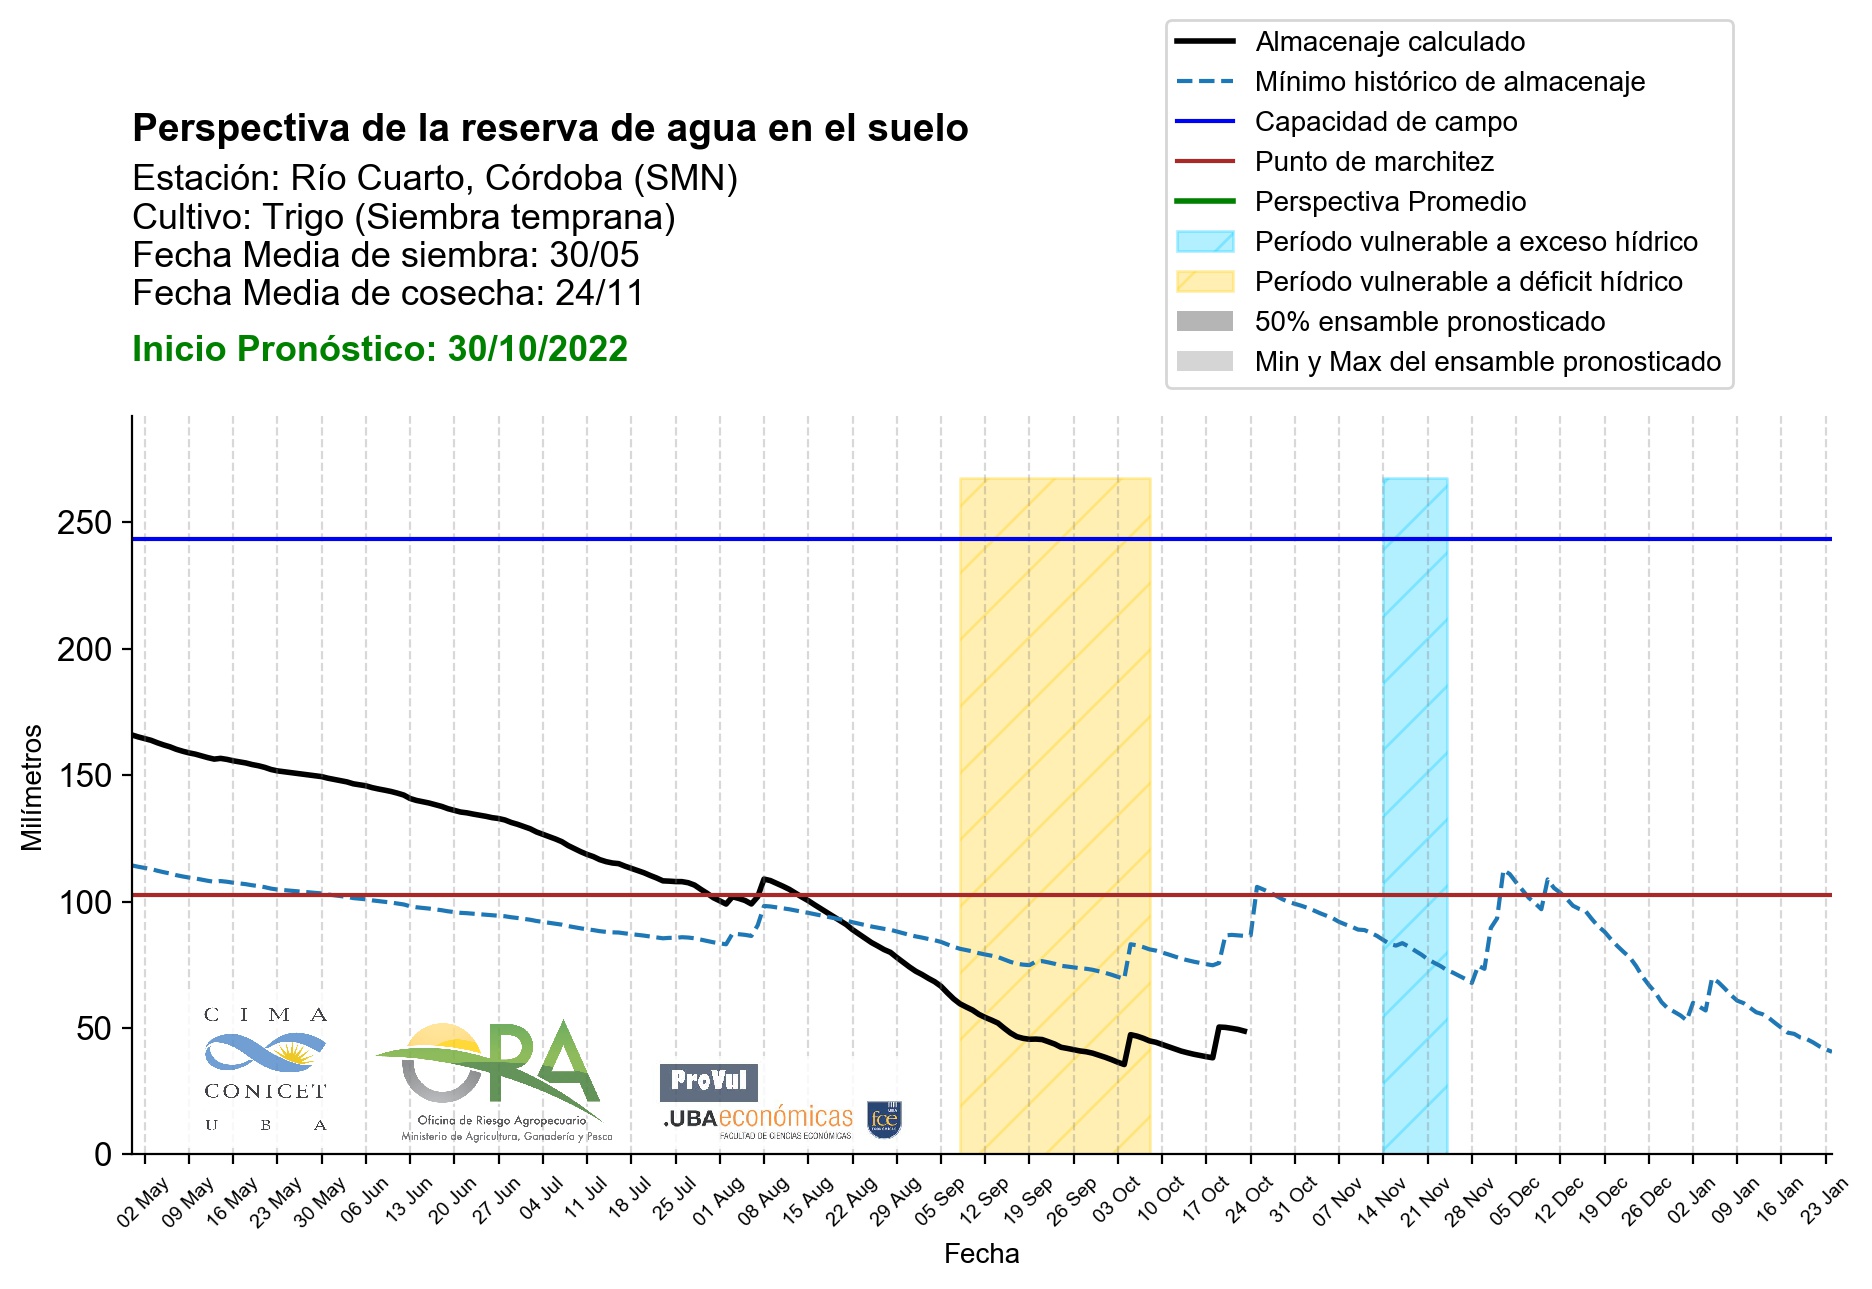 Almacenaje calculado
Mínimo histórico de almacenaje
Capacidad de campo
Punto de marchitez
Perspectiva Promedio
Período vulnerable a exceso hídrico
Período vulnerable a déficit hídrico
50% ensamble pronosticado
Min y Max del ensamble pronosticado
Perspectiva de la reserva de agua en el suelo
Estación: Río Cuarto, Córdoba (SMN)
Cultivo: Trigo (Siembra temprana)
Fecha Media de siembra: 30/05
Fecha Media de cosecha: 24/11
Inicio Pronóstico: 30/10/2022
Milímetros
250
200
150
100
50
0
C I M A
CONICET
U B A
ORA
Oficina de Riesgo Agropecuario
Ministerio de Agricultura, Ganadería y Pesca
ProVul
.UBAeconómicas
FACULTAD DE CIENCIAS ECONÓMICAS
UBA
fce
ECONÓMICAS
02 May
09 May
16 May
23 May
30 May
06 Jun
13 Jun
20 Jun
27 Jun
04 Jul
11 Jul
18 Jul
25 Jul
01 Aug
08 Aug
15 Aug
22 Aug
29 Aug
05 Sep
12 Sep
19 Sep
26 Sep
03 Oct
10 Oct
17 Oct
24 Oct
31 Oct
07 Nov
14 Nov
21 Nov
28 Nov
05 Dec
12 Dec
19 Dec
26 Dec
02 Jan
09 Jan
16 Jan
23 Jan
Fecha